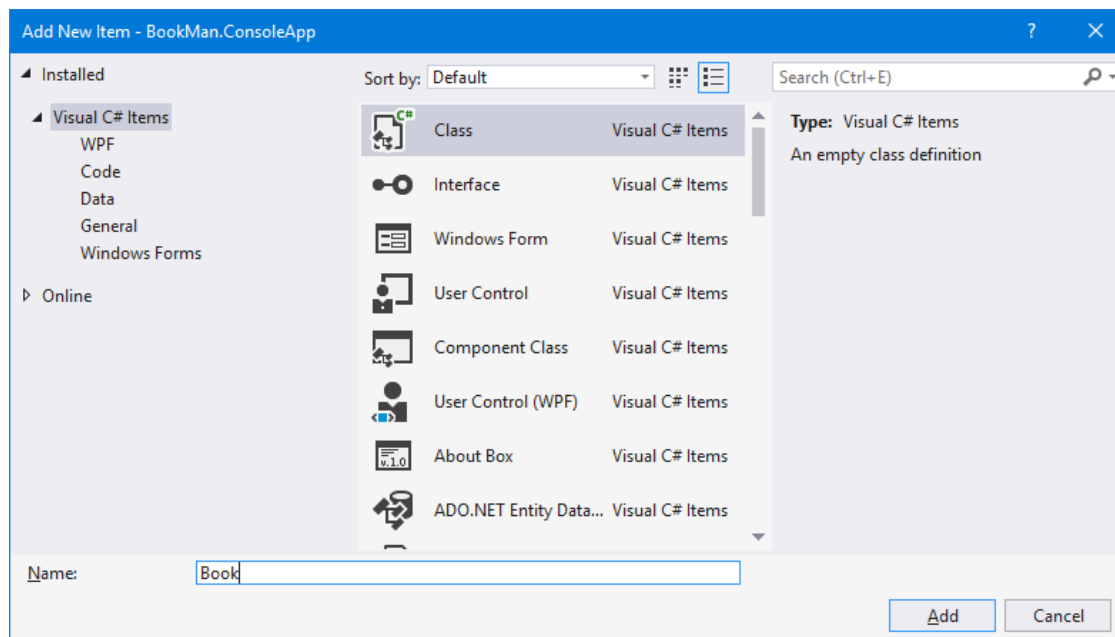 Add New Item - BookMan.ConsoleApp
Installed
Sort by: Default
Search (Ctrl+E)
Visual C# Items
WPF
Code
Data
General
Windows Forms
Online
Class Visual C# Items
Interface Visual C# Items
Windows Form Visual C# Items
User Control Visual C# Items
Component Class Visual C# Items
User Control (WPF) Visual C# Items
About Box Visual C# Items
ADO.NET Entity Data... Visual C# Items
Type: Visual C# Items
An empty class definition
Name: Book
Add Cancel